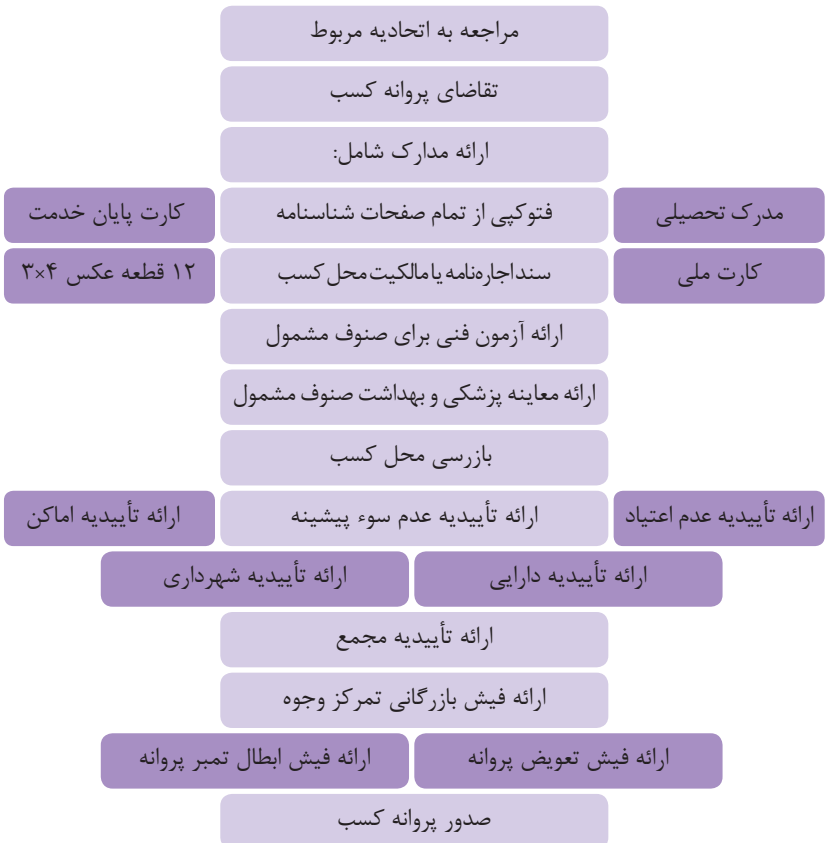 مراجعه به اتحادیه مربوط
تقاضای پروانه کسب
ارائه مدارک شامل:
مدرک تحصیلی
فتوکپی از تمام صفحات شناسنامه
کارت پایان خدمت
کارت ملی
سنداجاره‌نامه یا مالکیت محل کسب
۱۲ قطعه عکس ۴×۳
ارائه آزمون فنی برای صنوف مشمول
ارائه معاینه پزشکی و بهداشت صنوف مشمول
بازرسی محل کسب
ارائه تأییدیه عدم اعتیاد
ارائه تأییدیه عدم سوء پیشینه
ارائه تأییدیه اماکن
ارائه تأییدیه دارایی
ارائه تأییدیه شهرداری
ارائه تأییدیه مجمع
ارائه فیش بازرگانی تمرکز وجوه
ارائه فیش تعویض پروانه
ارائه فیش ابطال تمبر پروانه
صدور پروانه کسب